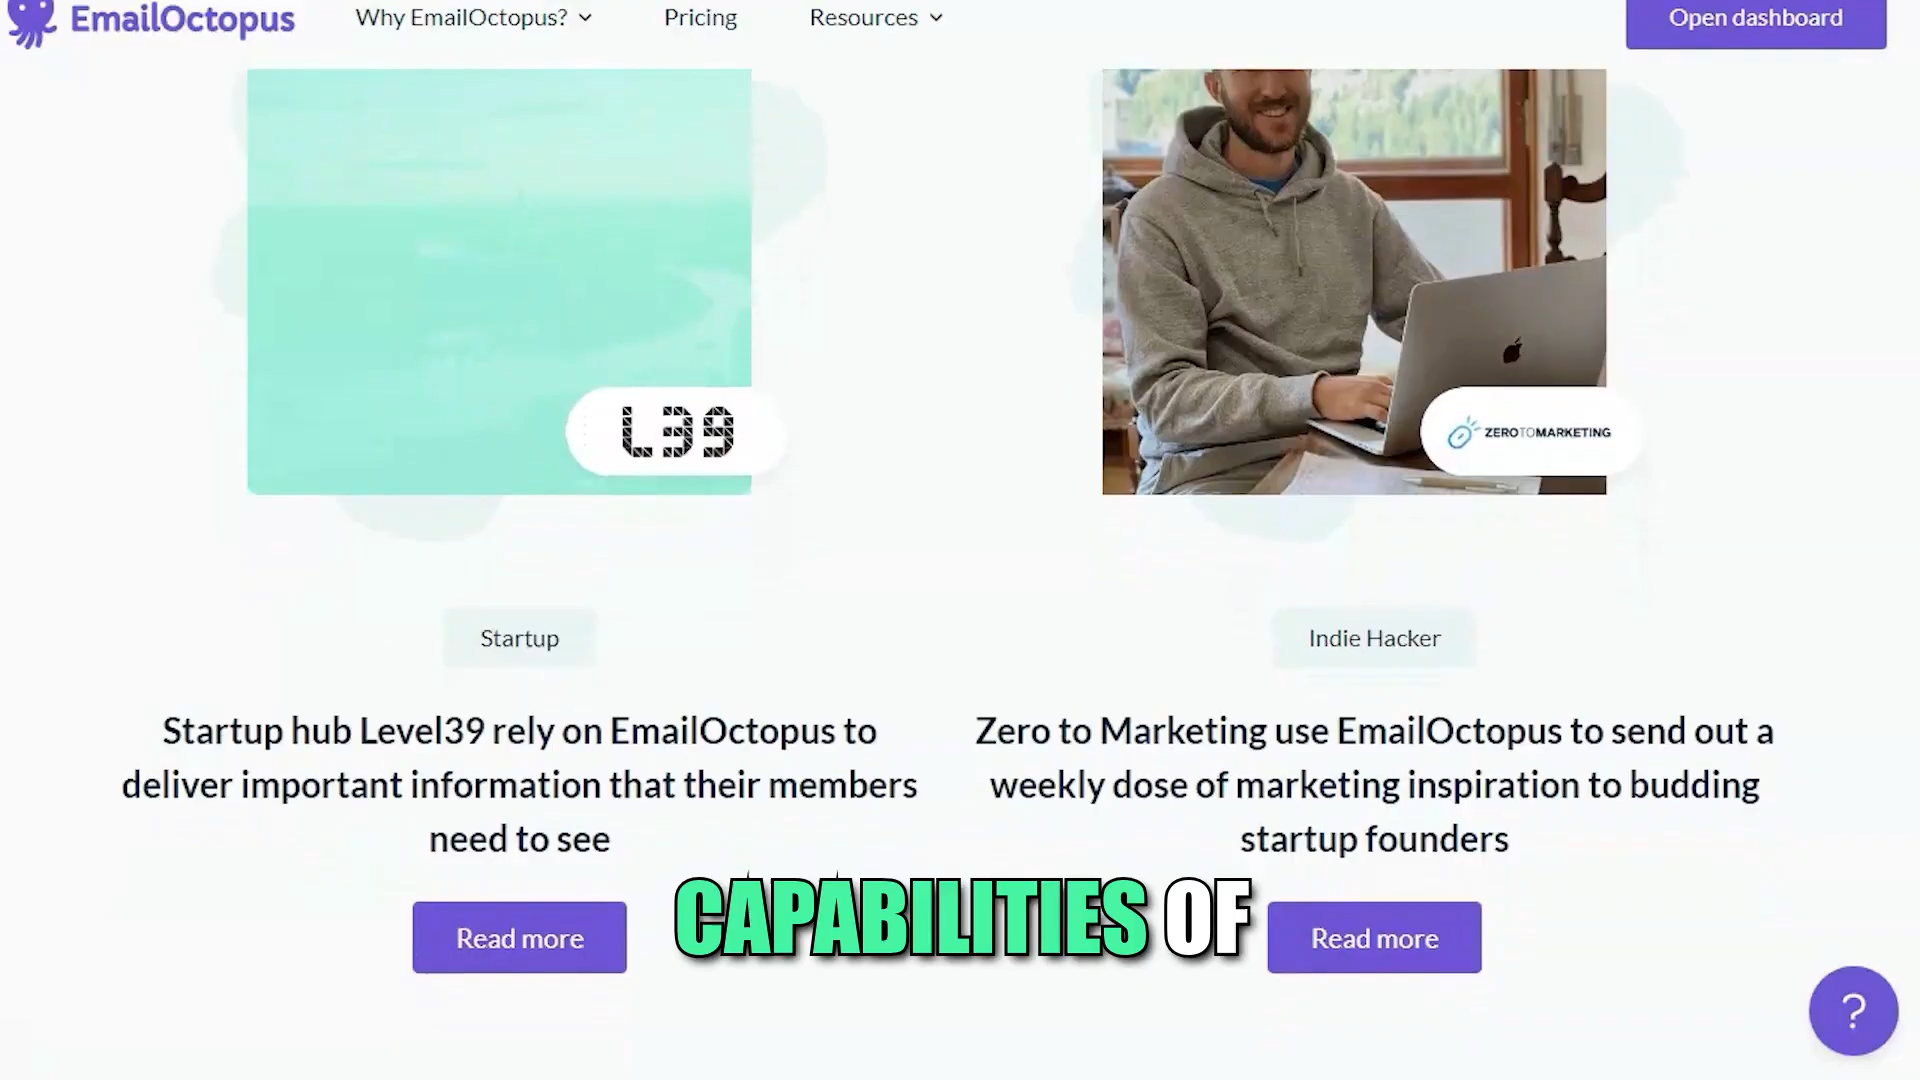 EmailOctopus
Why EmailOctopus?
Pricing
Resources
Open dashboard
L39
ZEROTOMARKETING
Startup
Indie Hacker
Startup hub Level39 rely on EmailOctopus to
deliver important information that their members
need to see
Zero to Marketing use EmailOctopus to send out a
weekly dose of marketing inspiration to budding
startup founders
Read more
CAPABILITIES OF
Read more
?